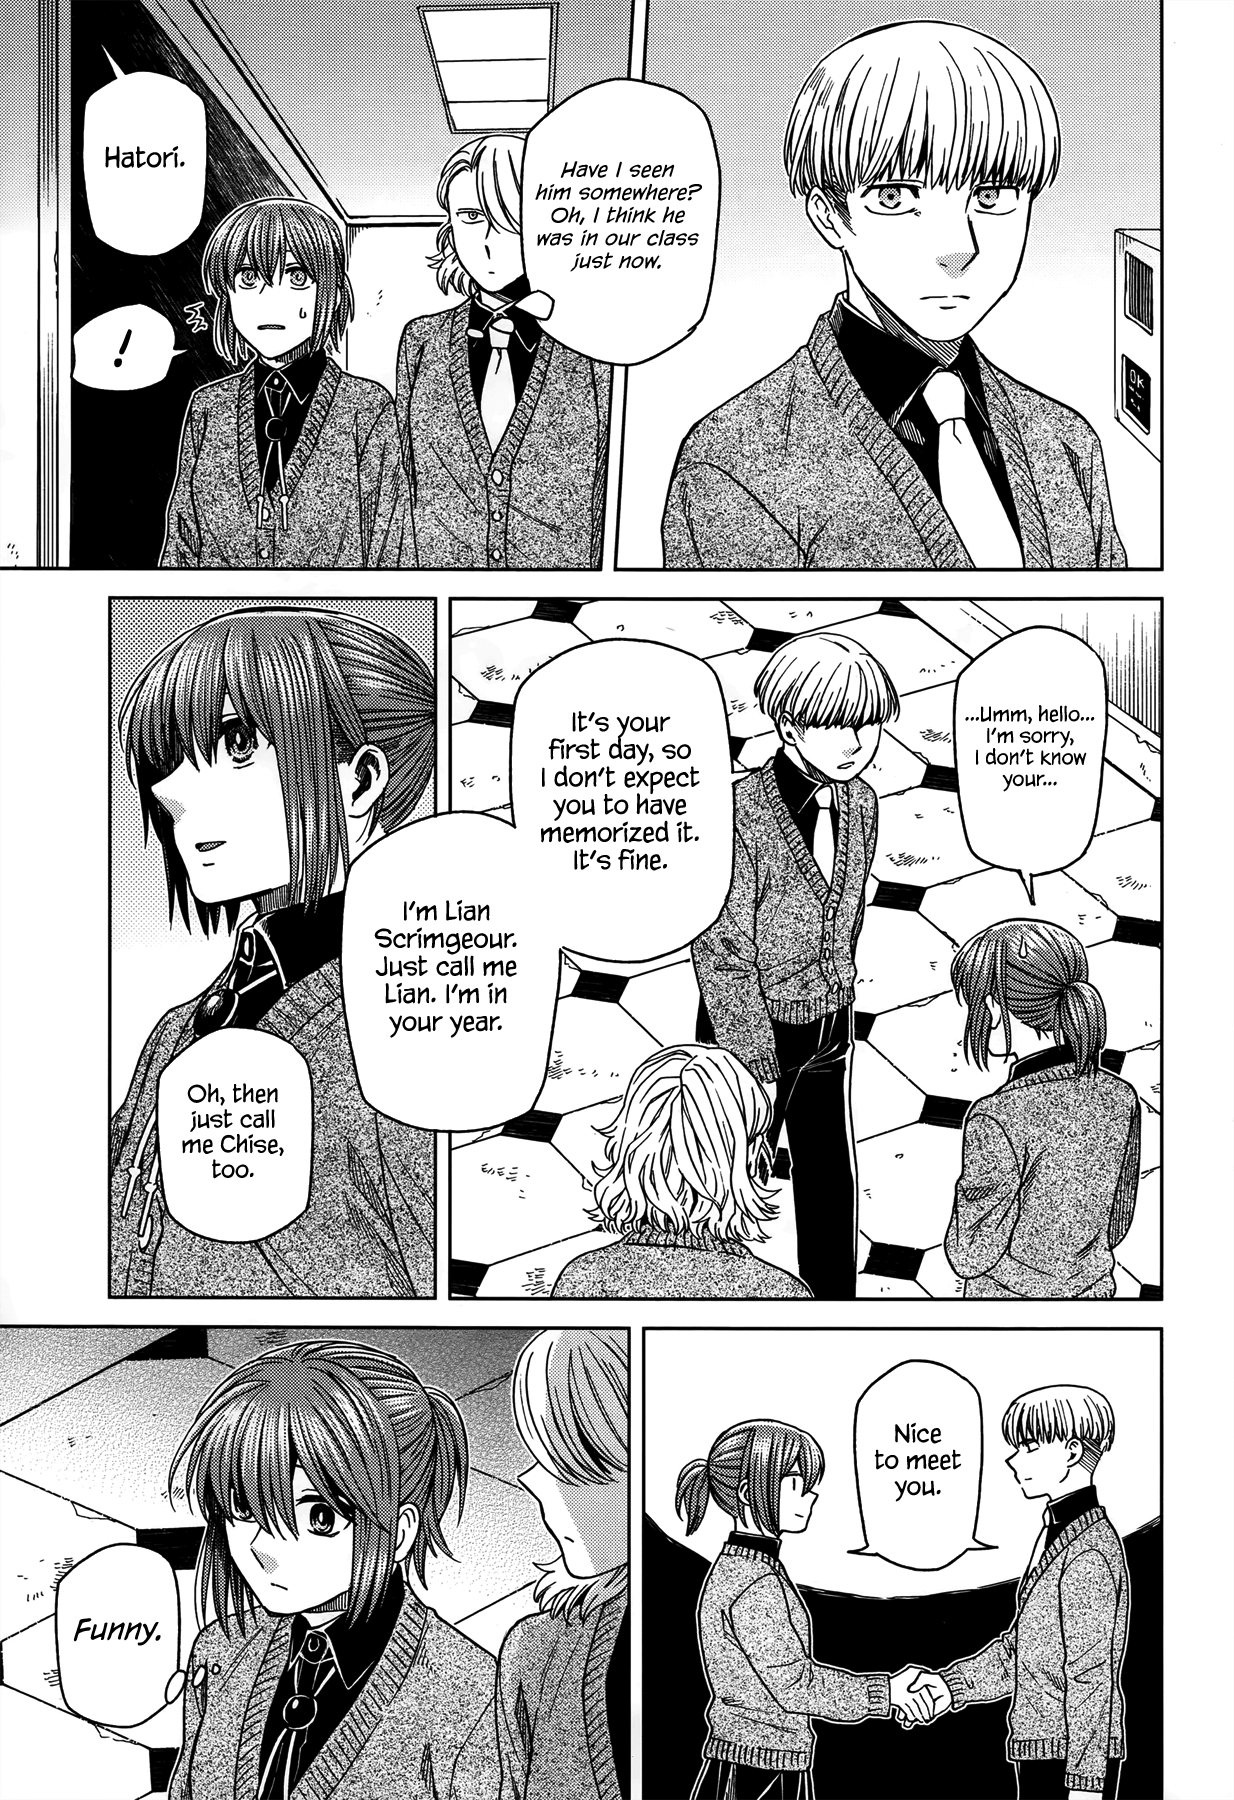 Have I seen
him somewhere?
Oh, I think he
was in our class
just now.
OK
Hatori.
!
...Umm, hello...
I'm sorry,
I don't know
your...
It's your
first day, so
I don't expect
you to have
memorized it.
It's fine.
I'm Lian
Scrimgeour.
Just call me
Lian. I'm in
your year.
Oh, then
just call
me Chise,
too.
Nice
to meet
you.
Funny.